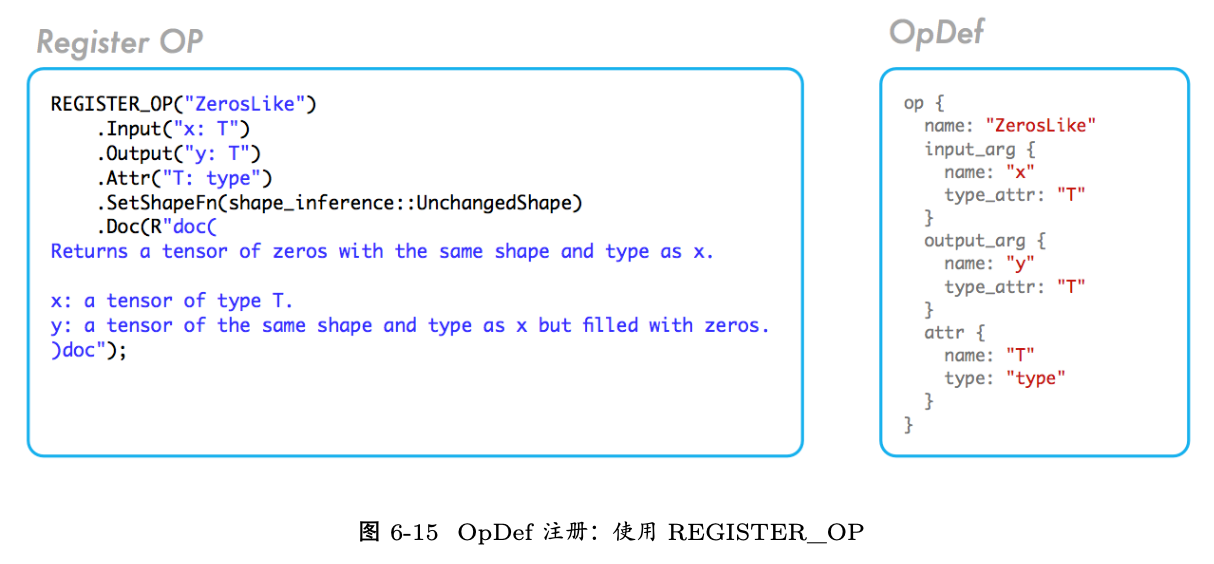 Register OP
REGISTER_OP("ZerosLike")
    .Input("x: T")
    .Output("y: T")
    .Attr("T: type")
    .SetShapeFn(shape_inference::UnchangedShape)
    .Doc(R"doc(
Returns a tensor of zeros with the same shape and type as x.

x: a tensor of type T.
y: a tensor of the same shape and type as x but filled with zeros.
)doc");
OpDef
op {
  name: "ZerosLike"
  input_arg {
    name: "x"
    type_attr: "T"
  }
  output_arg {
    name: "y"
    type_attr: "T"
  }
  attr {
    name: "T"
    type: "type"
  }
}
图 6-15 OpDef 注册：使用 REGISTER_OP